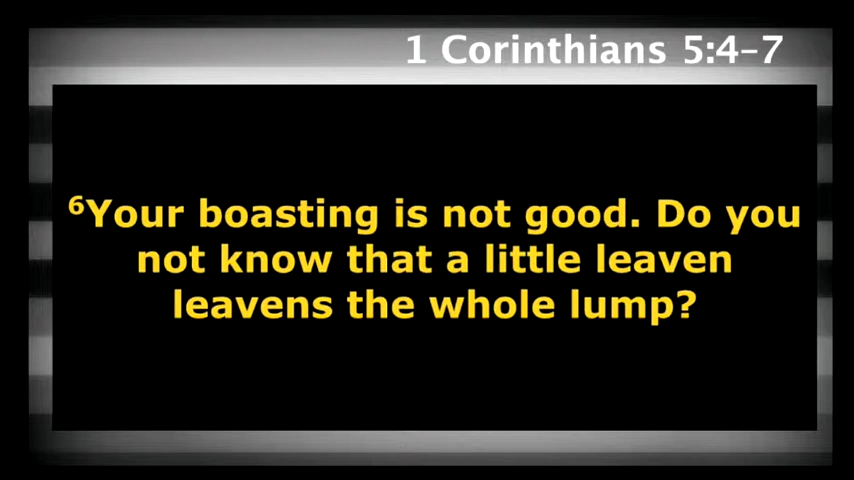 1 Corinthians 5:4–7
⁶Your boasting is not good. Do you
not know that a little leaven
leavens the whole lump?